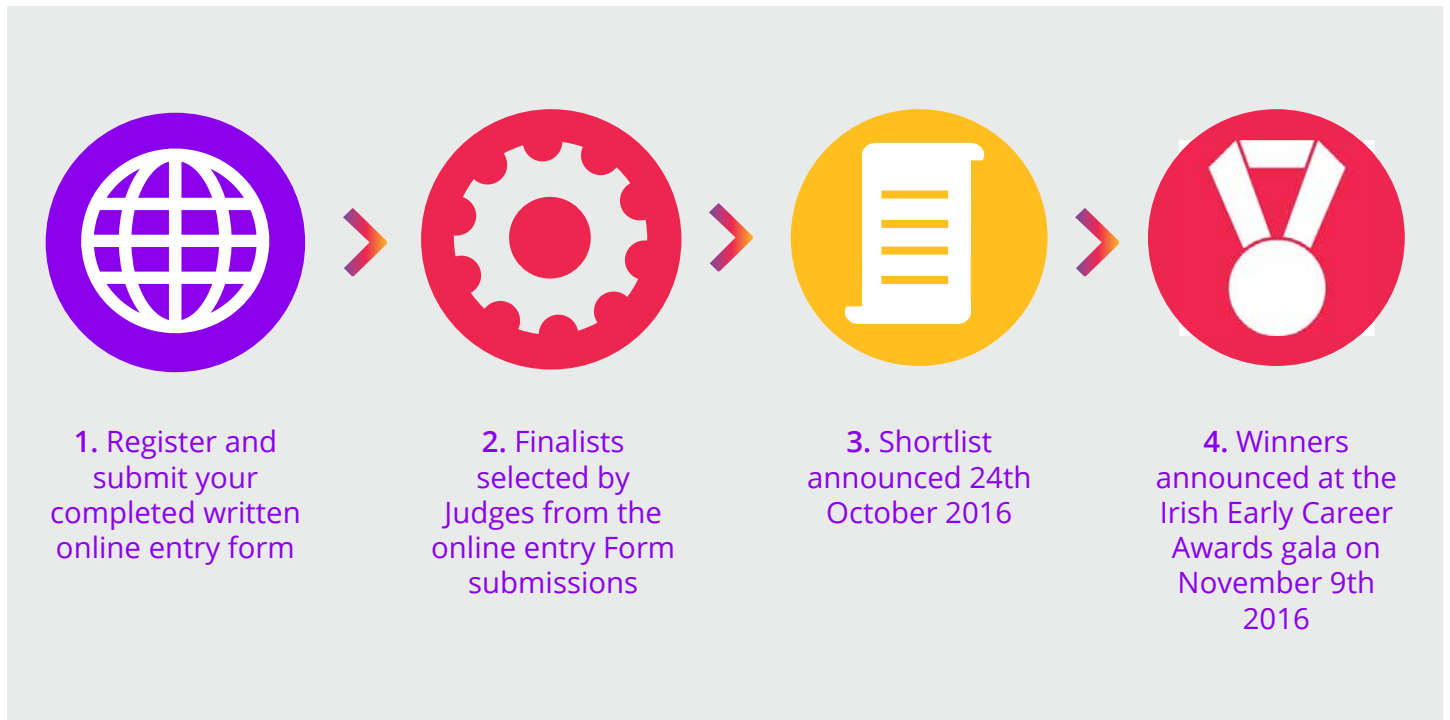 1. Register and
submit your
completed written
online entry form
2. Finalists
selected by
Judges from the
online entry Form
submissions
3. Shortlist
announced 24th
October 2016
4. Winners
announced at the
Irish Early Career
Awards gala on
November 9th
2016